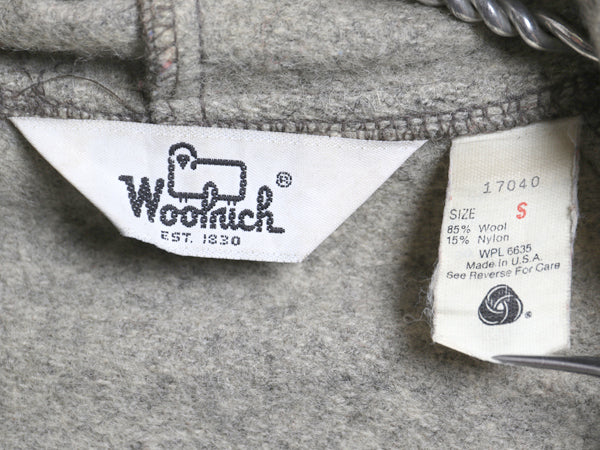 Woolrich ®
EST. 1830
17040
SIZE S
85% Wool
15% Nylon
WPL 6635
Made in U.S.A.
See Reverse For Care
®